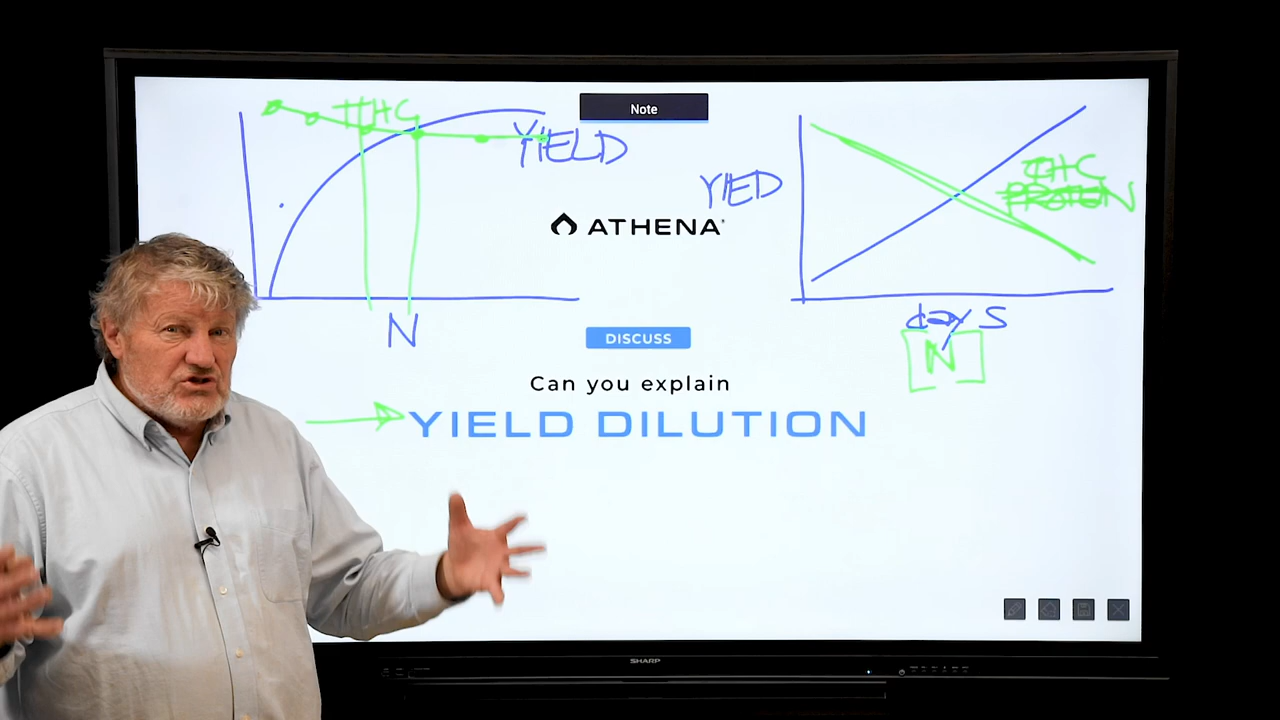 Note
THC
YIELD
YIED
THC
PROTEIN
ATHENA
N
days
N
DISCUSS
Can you explain
YIELD DILUTION
SHARP